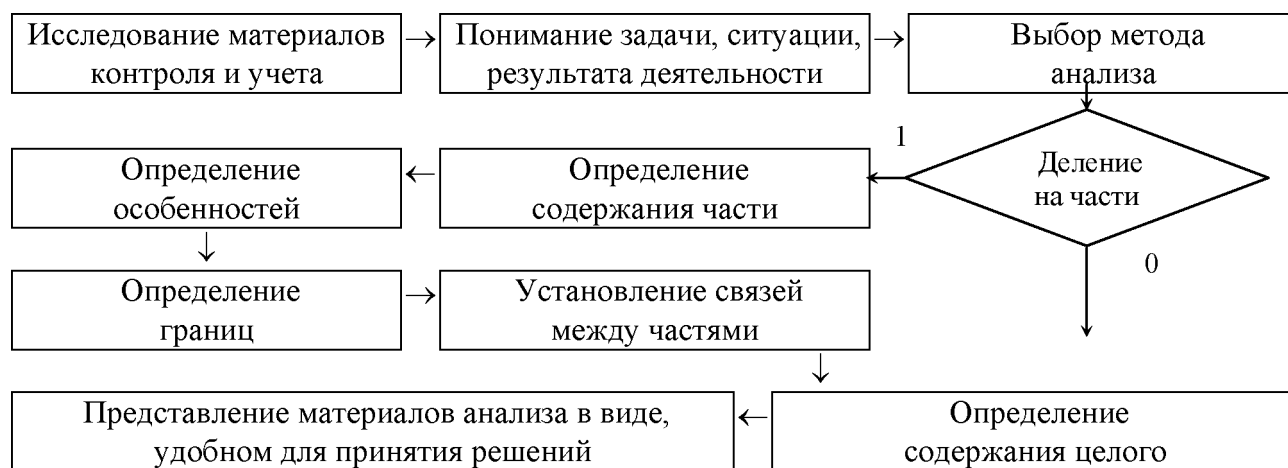 Исследование материалов
контроля и учета
Понимание задачи, ситуации,
результата деятельности
Выбор метода
анализа
Деление
на части
1
0
Определение
содержания части
Определение
особенностей
Определение
границ
Установление связей
между частями
Определение
содержания целого
Представление материалов анализа в виде,
удобном для принятия решений